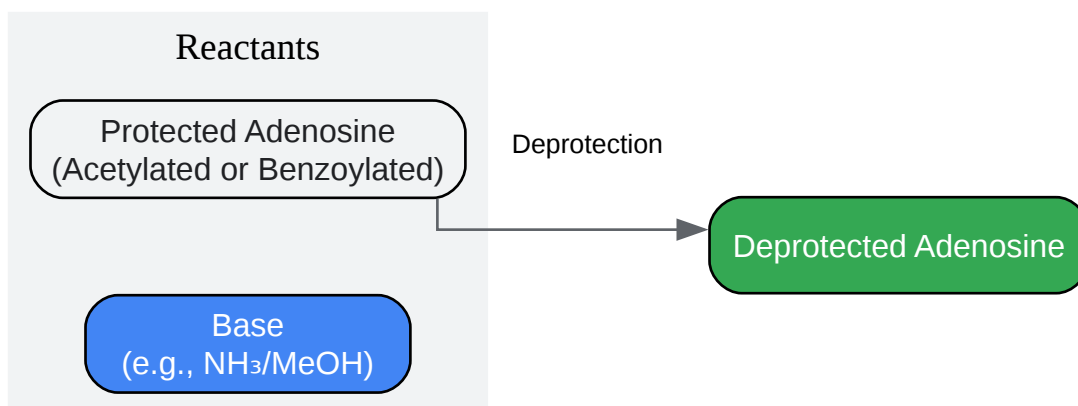 Reactants
Protected Adenosine
(Acetylated or Benzoylated)
Deprotection
Deprotected Adenosine
Base
(e.g., NH₃/MeOH)